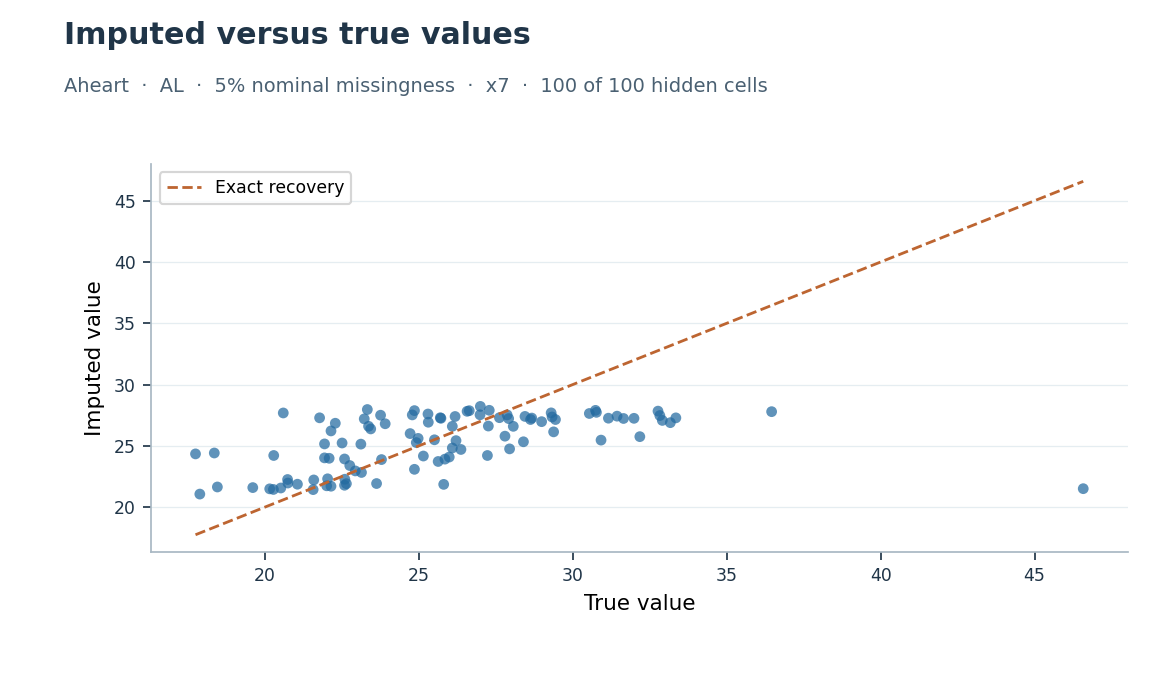 Imputed versus true values
Aheart · AL · 5% nominal missingness · x7 · 100 of 100 hidden cells
Exact recovery
45
40
35
30
25
20
Imputed value
20 25 30 35 40 45
True value